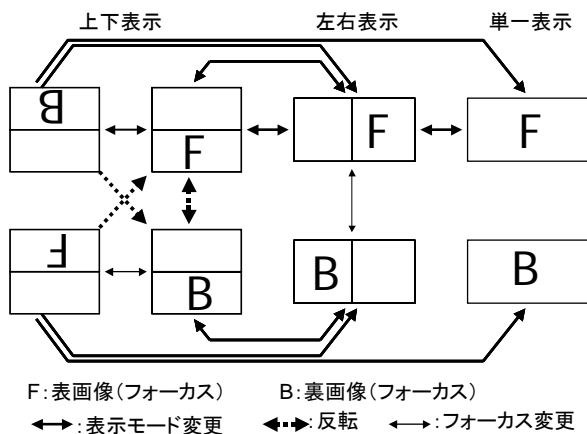 上下表示 左右表示 単一表示
B F F F
F B B B
F:表画像(フォーカス) B:裏画像(フォーカス)
:表示モード変更 :反転 :フォーカス変更